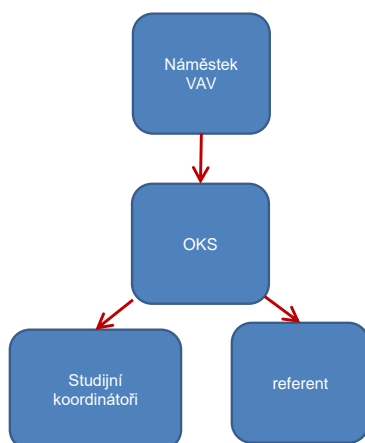 Náměstek
VAV
OKS
Studijní
koordinátoři
referent